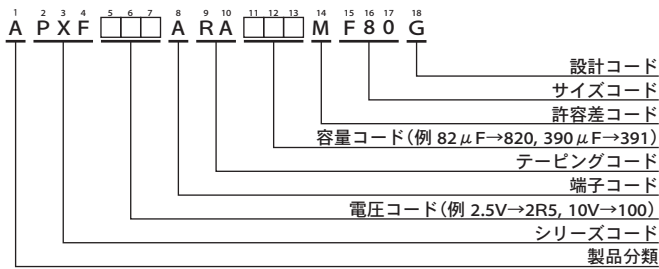 1 2 3 4 5 6 7 8 9 10 11 12 13 14 15 16 17 18
A P X F □□□ A R A □□□ M F 8 0 G
設計コード
サイズコード
許容差コード
容量コード(例 82μF→820, 390μF→391)
テーピングコード
端子コード
電圧コード(例 2.5V→2R5, 10V→100)
シリーズコード
製品分類